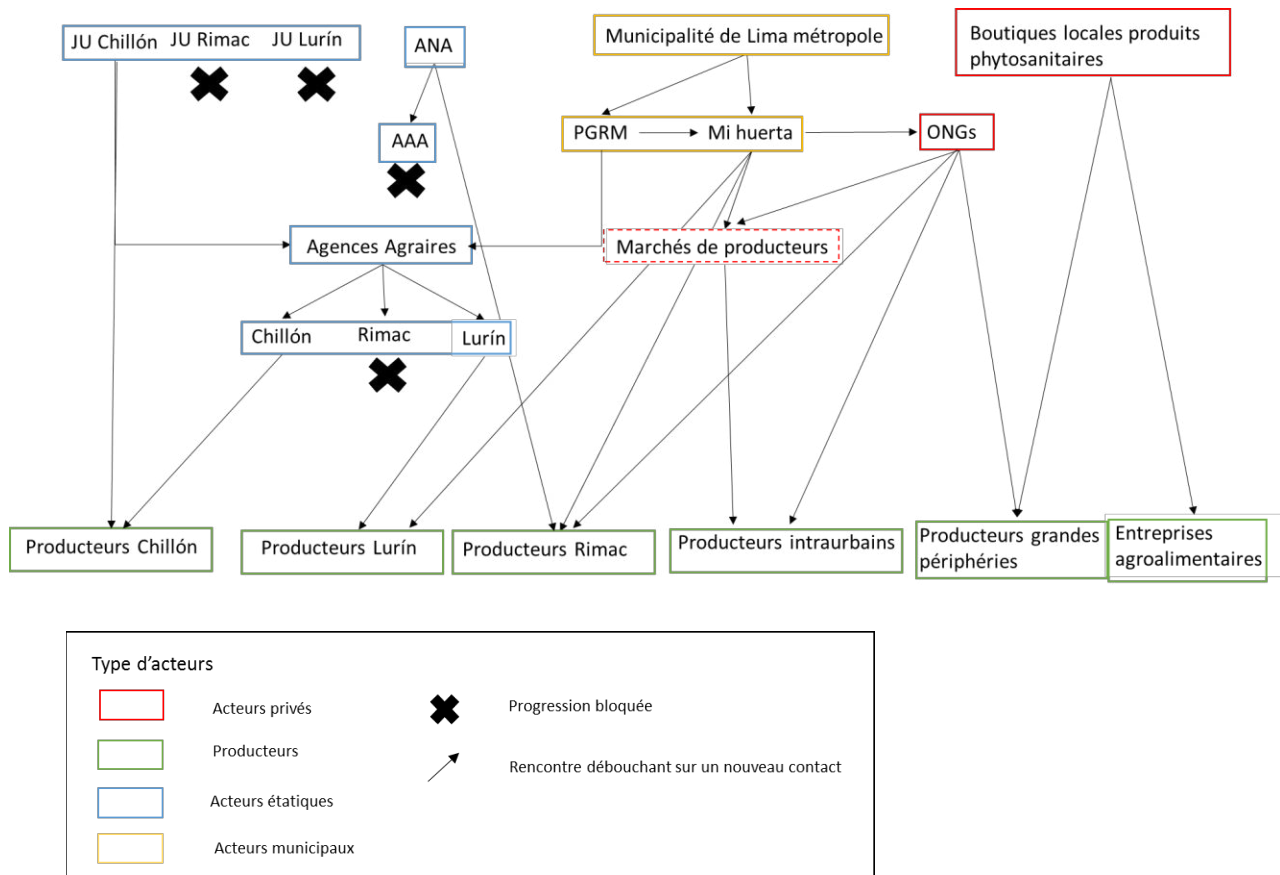 JU Chillón JU Rimac JU Lurín
ANA
Municipalité de Lima métropole
Boutiques locales produits
phytosanitaires
AAA
PGRM
Mi huerta
ONGs
Agences Agraires
Marchés de producteurs
Chillón
Rimac
Lurín
Producteurs Chillón
Producteurs Lurín
Producteurs Rimac
Producteurs intraurbains
Producteurs grandes
périphéries
Entreprises
agroalimentaires
Type d’acteurs
Acteurs privés
Progression bloquée
Producteurs
Rencontre débouchant sur un nouveau contact
Acteurs étatiques
Acteurs municipaux